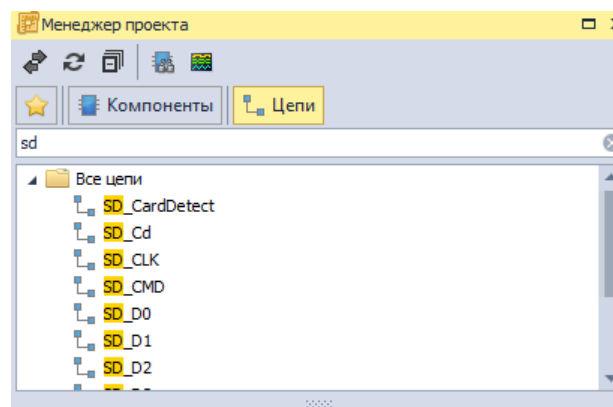 Менеджер проекта
Компоненты Цепи
sd
Все цепи
SD_CardDetect
SD_Cd
SD_CLK
SD_CMD
SD_D0
SD_D1
SD_D2